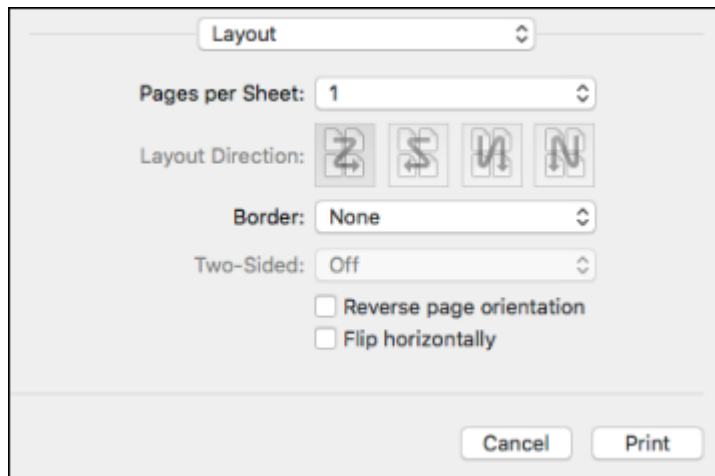 Layout
Pages per Sheet: 1
Layout Direction:
Border: None
Two-Sided: Off
Reverse page orientation
Flip horizontally
Cancel Print